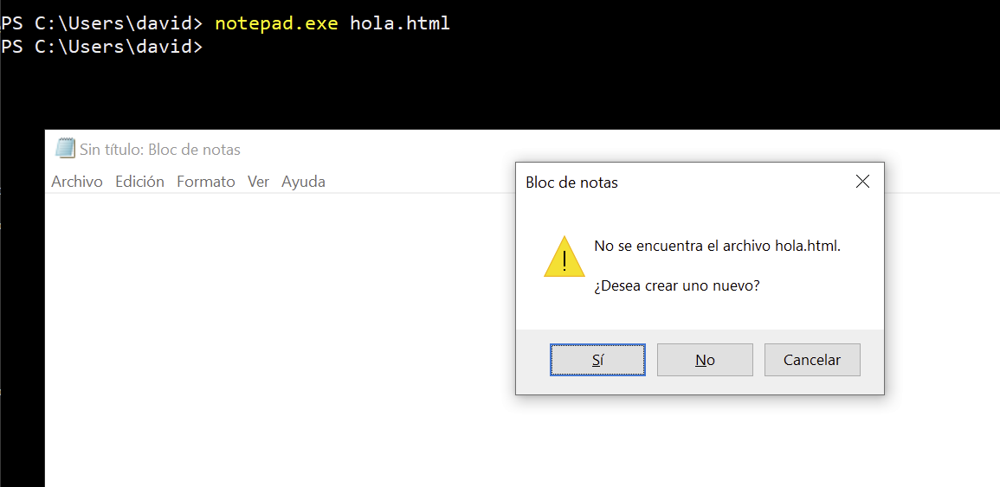 PS C:\Users\david> notepad.exe hola.html
PS C:\Users\david>
Sin título: Bloc de notas
Archivo Edición Formato Ver Ayuda
Bloc de notas
No se encuentra el archivo hola.html.
¿Desea crear uno nuevo?
Sí No Cancelar